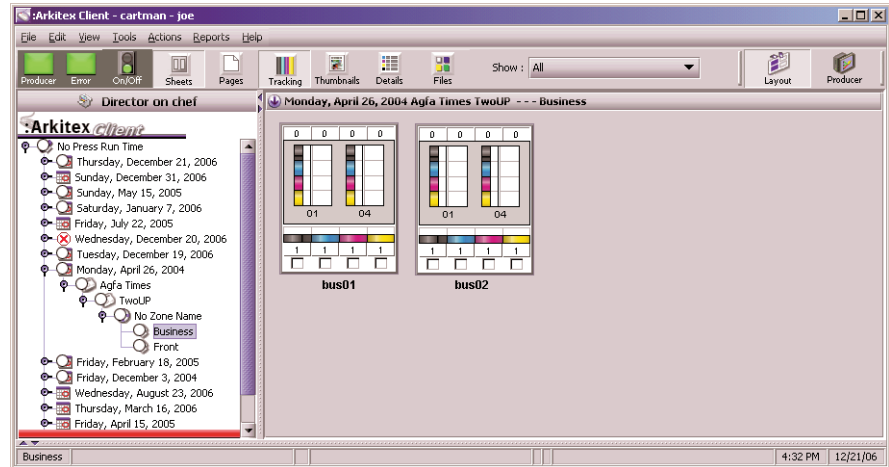 :Arkitex Client - cartman - joe
File Edit View Tools Actions Reports Help
Producer Error On/Off Sheets Pages Tracking Thumbnails Details Files Show : All Layout Producer
Director on chef
Monday, April 26, 2004 Agfa Times TwoUP - - - Business
:Arkitex Client
No Press Run Time
Thursday, December 21, 2006
Sunday, December 31, 2006
Sunday, May 15, 2005
Saturday, January 7, 2006
Friday, July 22, 2005
Wednesday, December 20, 2006
Tuesday, December 19, 2006
Monday, April 26, 2004
Agfa Times
TwoUP
No Zone Name
Business
Front
Friday, February 18, 2005
Friday, December 3, 2004
Wednesday, August 23, 2006
Thursday, March 16, 2006
Friday, April 15, 2005
0 0 0 0
01 04
1 1 1 1
bus01
0 0 0 0
01 04
1 1 1 1
bus02
Business
4:32 PM 12/21/06